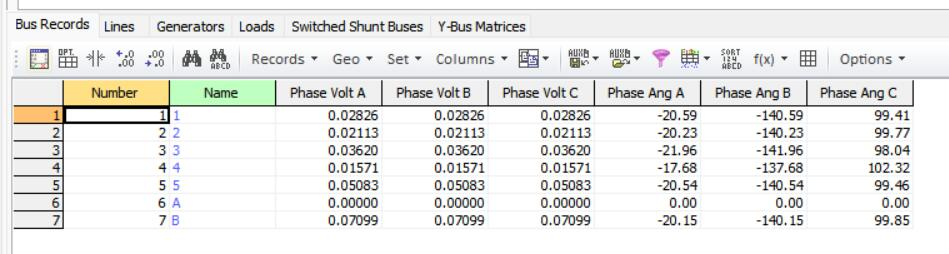 Bus Records Lines Generators Loads Switched Shunt Buses Y-Bus Matrices
Records Geo Set Columns SORT 124 ABCD f(x) Options
Number Name Phase Volt A Phase Volt B Phase Volt C Phase Ang A Phase Ang B Phase Ang C
1 1 1 0.02826 0.02826 0.02826 -20.59 -140.59 99.41
2 2 2 0.02113 0.02113 0.02113 -20.23 -140.23 99.77
3 3 3 0.03620 0.03620 0.03620 -21.96 -141.96 98.04
4 4 4 0.01571 0.01571 0.01571 -17.68 -137.68 102.32
5 5 5 0.05083 0.05083 0.05083 -20.54 -140.54 99.46
6 6 A 0.00000 0.00000 0.00000 0.00 0.00 0.00
7 7 B 0.07099 0.07099 0.07099 -20.15 -140.15 99.85